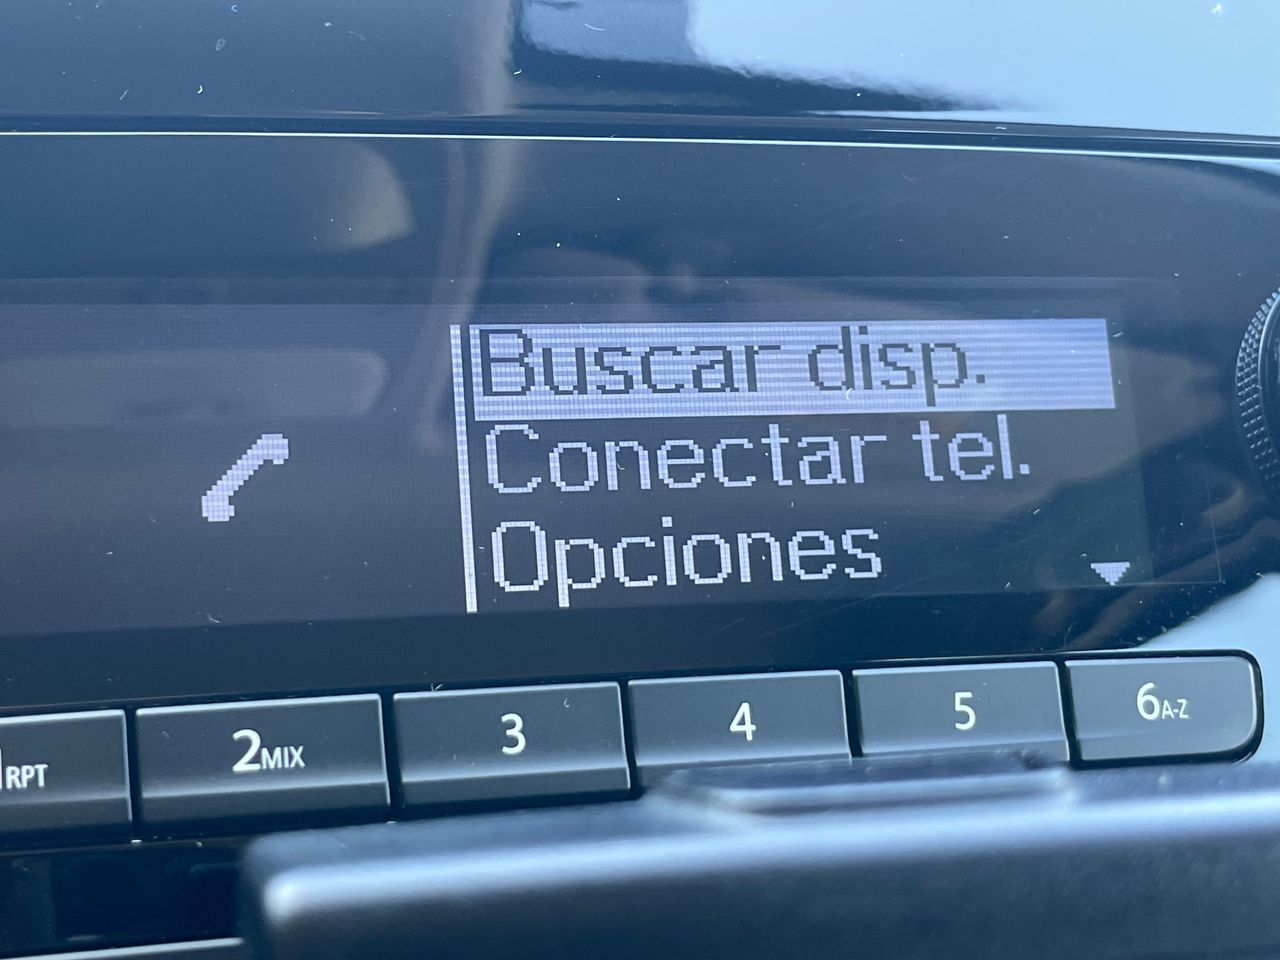 Buscar disp.
Conectar tel.
Opciones
RPT
2MIX
3
4
5
6A-Z